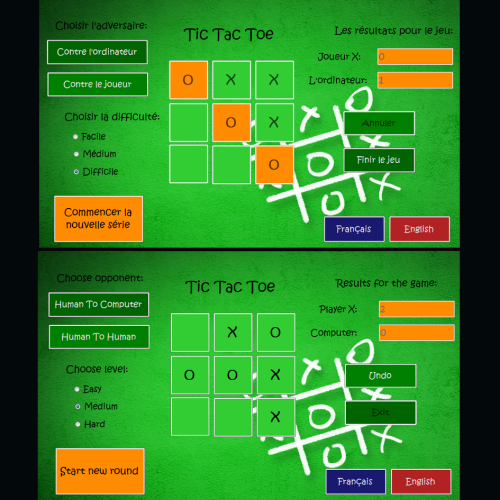 Choisir l'adversaire:
Tic Tac Toe
Les résultats pour le jeu:
Contre l'ordinateur
Joueur X: 0
Contre le joueur
L'ordinateur: 1
O X X
Choisir la difficulté:
O X
Annuler
Facile
Médium
O
Finir le jeu
Difficile
Commencer la
nouvelle série
Français
English
Choose opponent:
Tic Tac Toe
Results for the game:
Human To Computer
Player X: 2
Human To Human
Computer: 0
X O
Choose level:
O O X
Undo
Easy
Medium
X
Exit
Hard
Start new round
Français
English